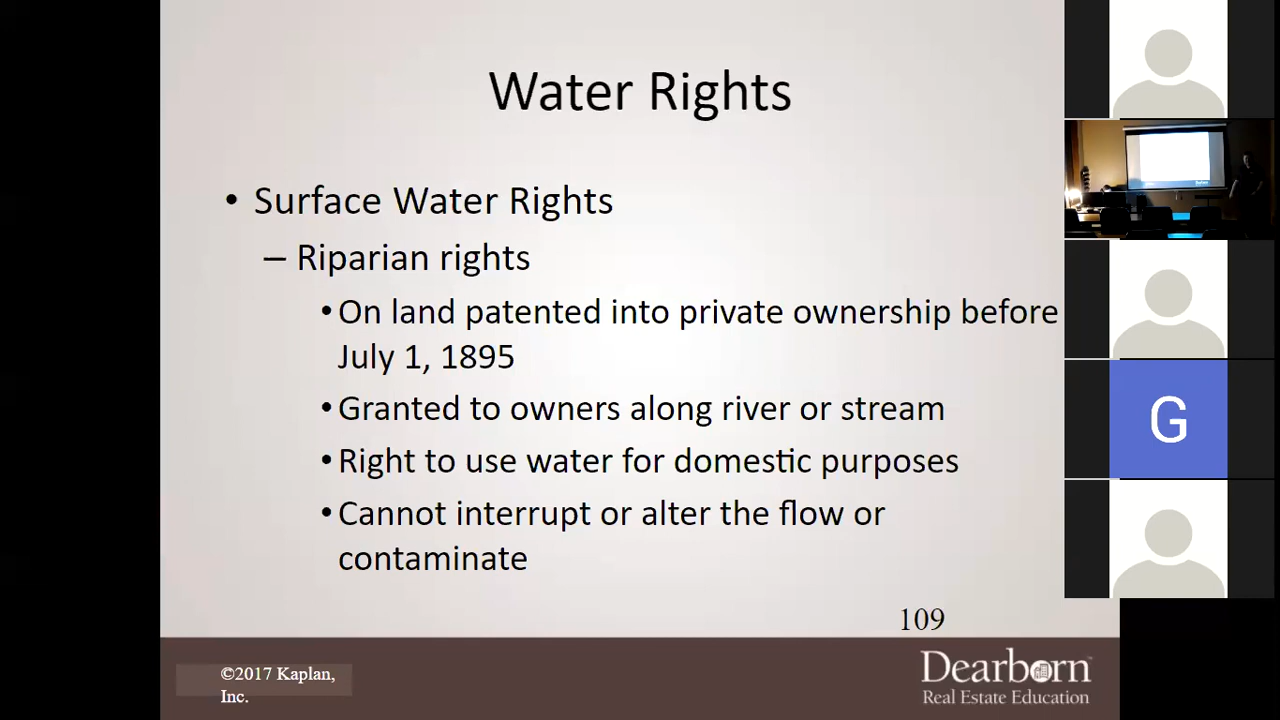 Water Rights
• Surface Water Rights
– Riparian rights
• On land patented into private ownership before
July 1, 1895
• Granted to owners along river or stream
• Right to use water for domestic purposes
• Cannot interrupt or alter the flow or
contaminate
109
©2017 Kaplan,
Inc.
Dearborn
Real Estate Education
G